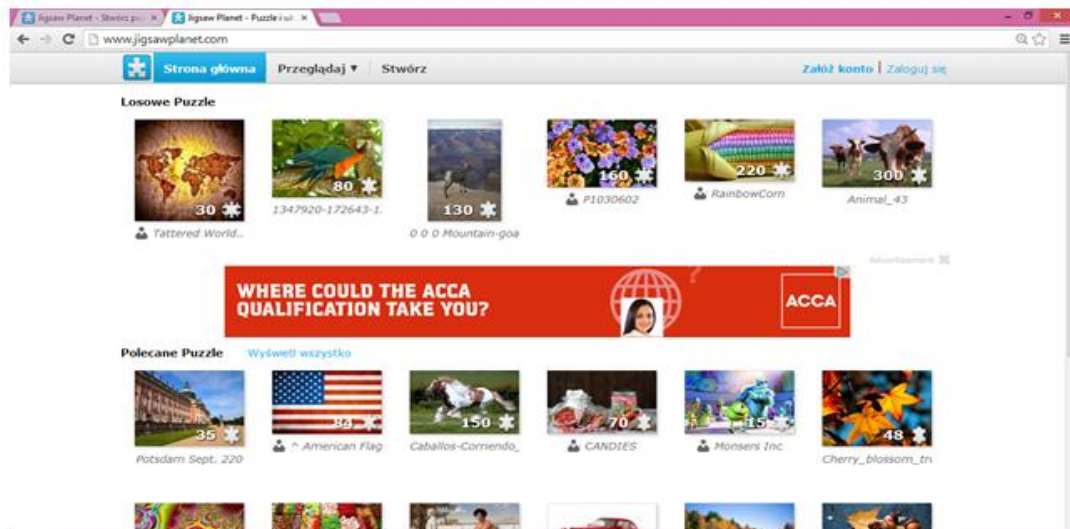 Jigsaw Planet - Stwórz pu
Jigsaw Planet - Puzzle i uk
www.jigsawplanet.com
Strona główna Przeglądaj Stwórz Załóż konto | Zaloguj się
Losowe Puzzle
30 80 130 160 220 300
Tattered World.. 1347920-172643-1. 0 0 0 Mountain-goa P1030602 RainbowCorn Animal_43
Advertisement
WHERE COULD THE ACCA
QUALIFICATION TAKE YOU?
?
ACCA
Polecane Puzzle Wyświetl wszystko
35 84 150 70 15 48
Potsdam Sept. 220 ^ American Flag Caballos-Corriendo_ CANDIES Monsers Inc Cherry_blossom_tr